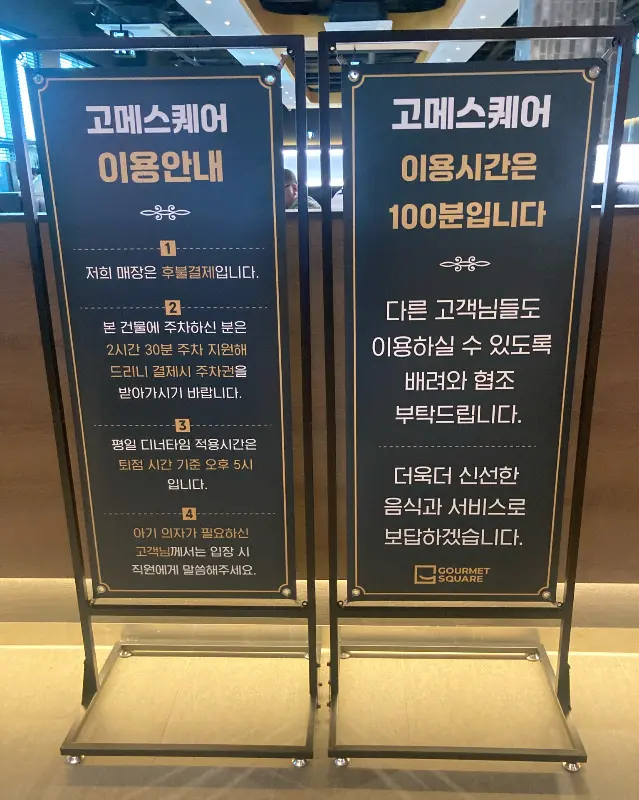 고메스퀘어
이용안내
1
저희 매장은 후불결제입니다.
2
본 건물에 주차하신 분은
2시간 30분 주차 지원해
드리니 결제시 주차권을
받아가시기 바랍니다.
3
평일 디너타임 적용시간은
퇴점 시간 기준 오후 5시
입니다.
4
아기 의자가 필요하신
고객님께서는 입장 시
직원에게 말씀해주세요.
고메스퀘어
이용시간은
100분입니다
다른 고객님들도
이용하실 수 있도록
배려와 협조
부탁드립니다.
더욱더 신선한
음식과 서비스로
보답하겠습니다.
GOURMET
SQUARE